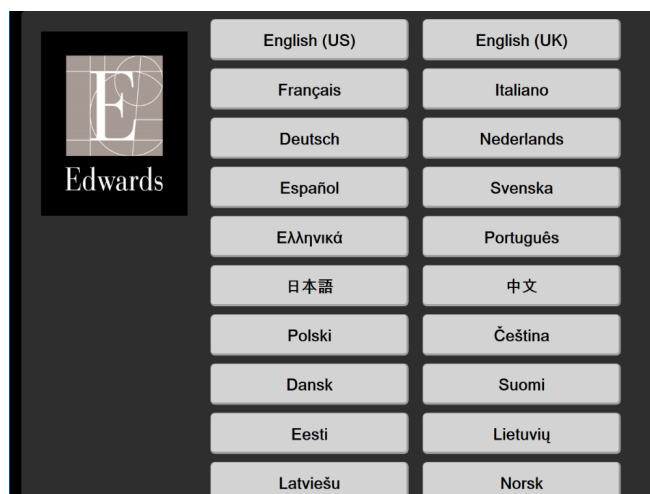 E
Edwards
English (US)
English (UK)
Français
Italiano
Deutsch
Nederlands
Español
Svenska
Ελληνικά
Português
日本語
中文
Polski
Čeština
Dansk
Suomi
Eesti
Lietuvių
Latviešu
Norsk